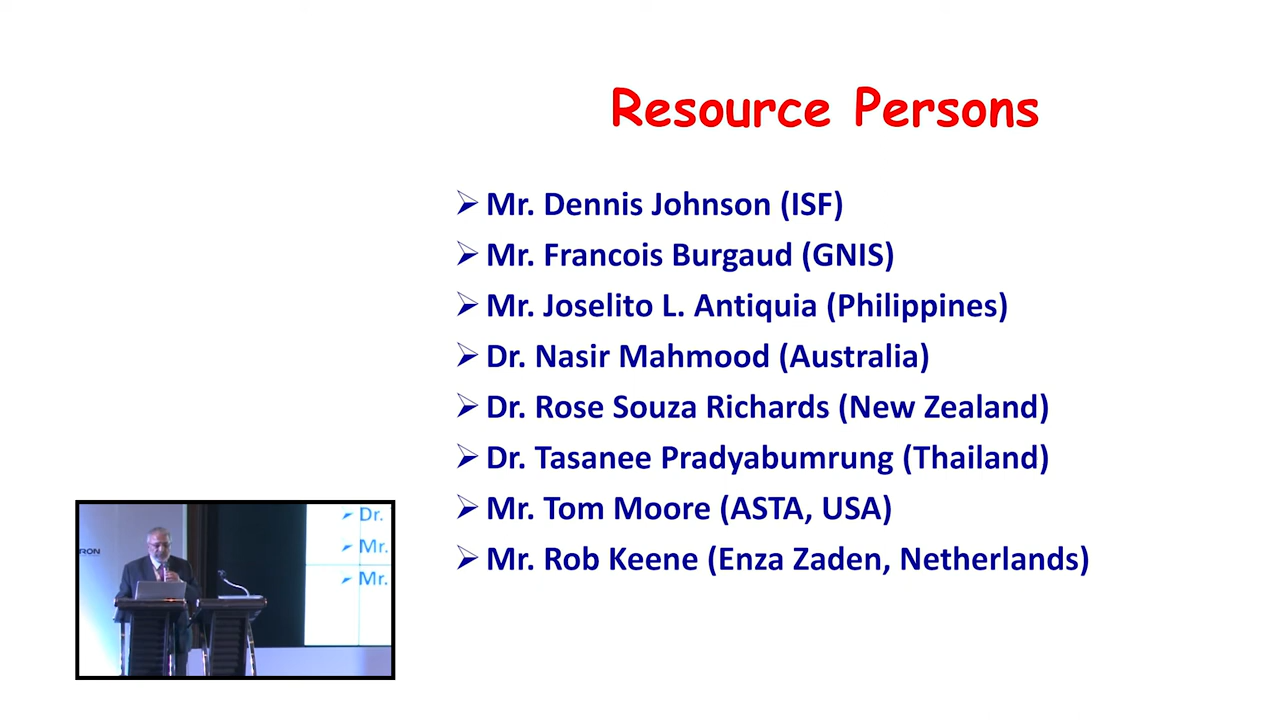 Resource Persons
➢ Mr. Dennis Johnson (ISF)
➢ Mr. Francois Burgaud (GNIS)
➢ Mr. Joselito L. Antiquia (Philippines)
➢ Dr. Nasir Mahmood (Australia)
➢ Dr. Rose Souza Richards (New Zealand)
➢ Dr. Tasanee Pradyabumrung (Thailand)
➢ Mr. Tom Moore (ASTA, USA)
➢ Mr. Rob Keene (Enza Zaden, Netherlands)
➢ Dr.
RON
➢ Mr.
➢ Mr.